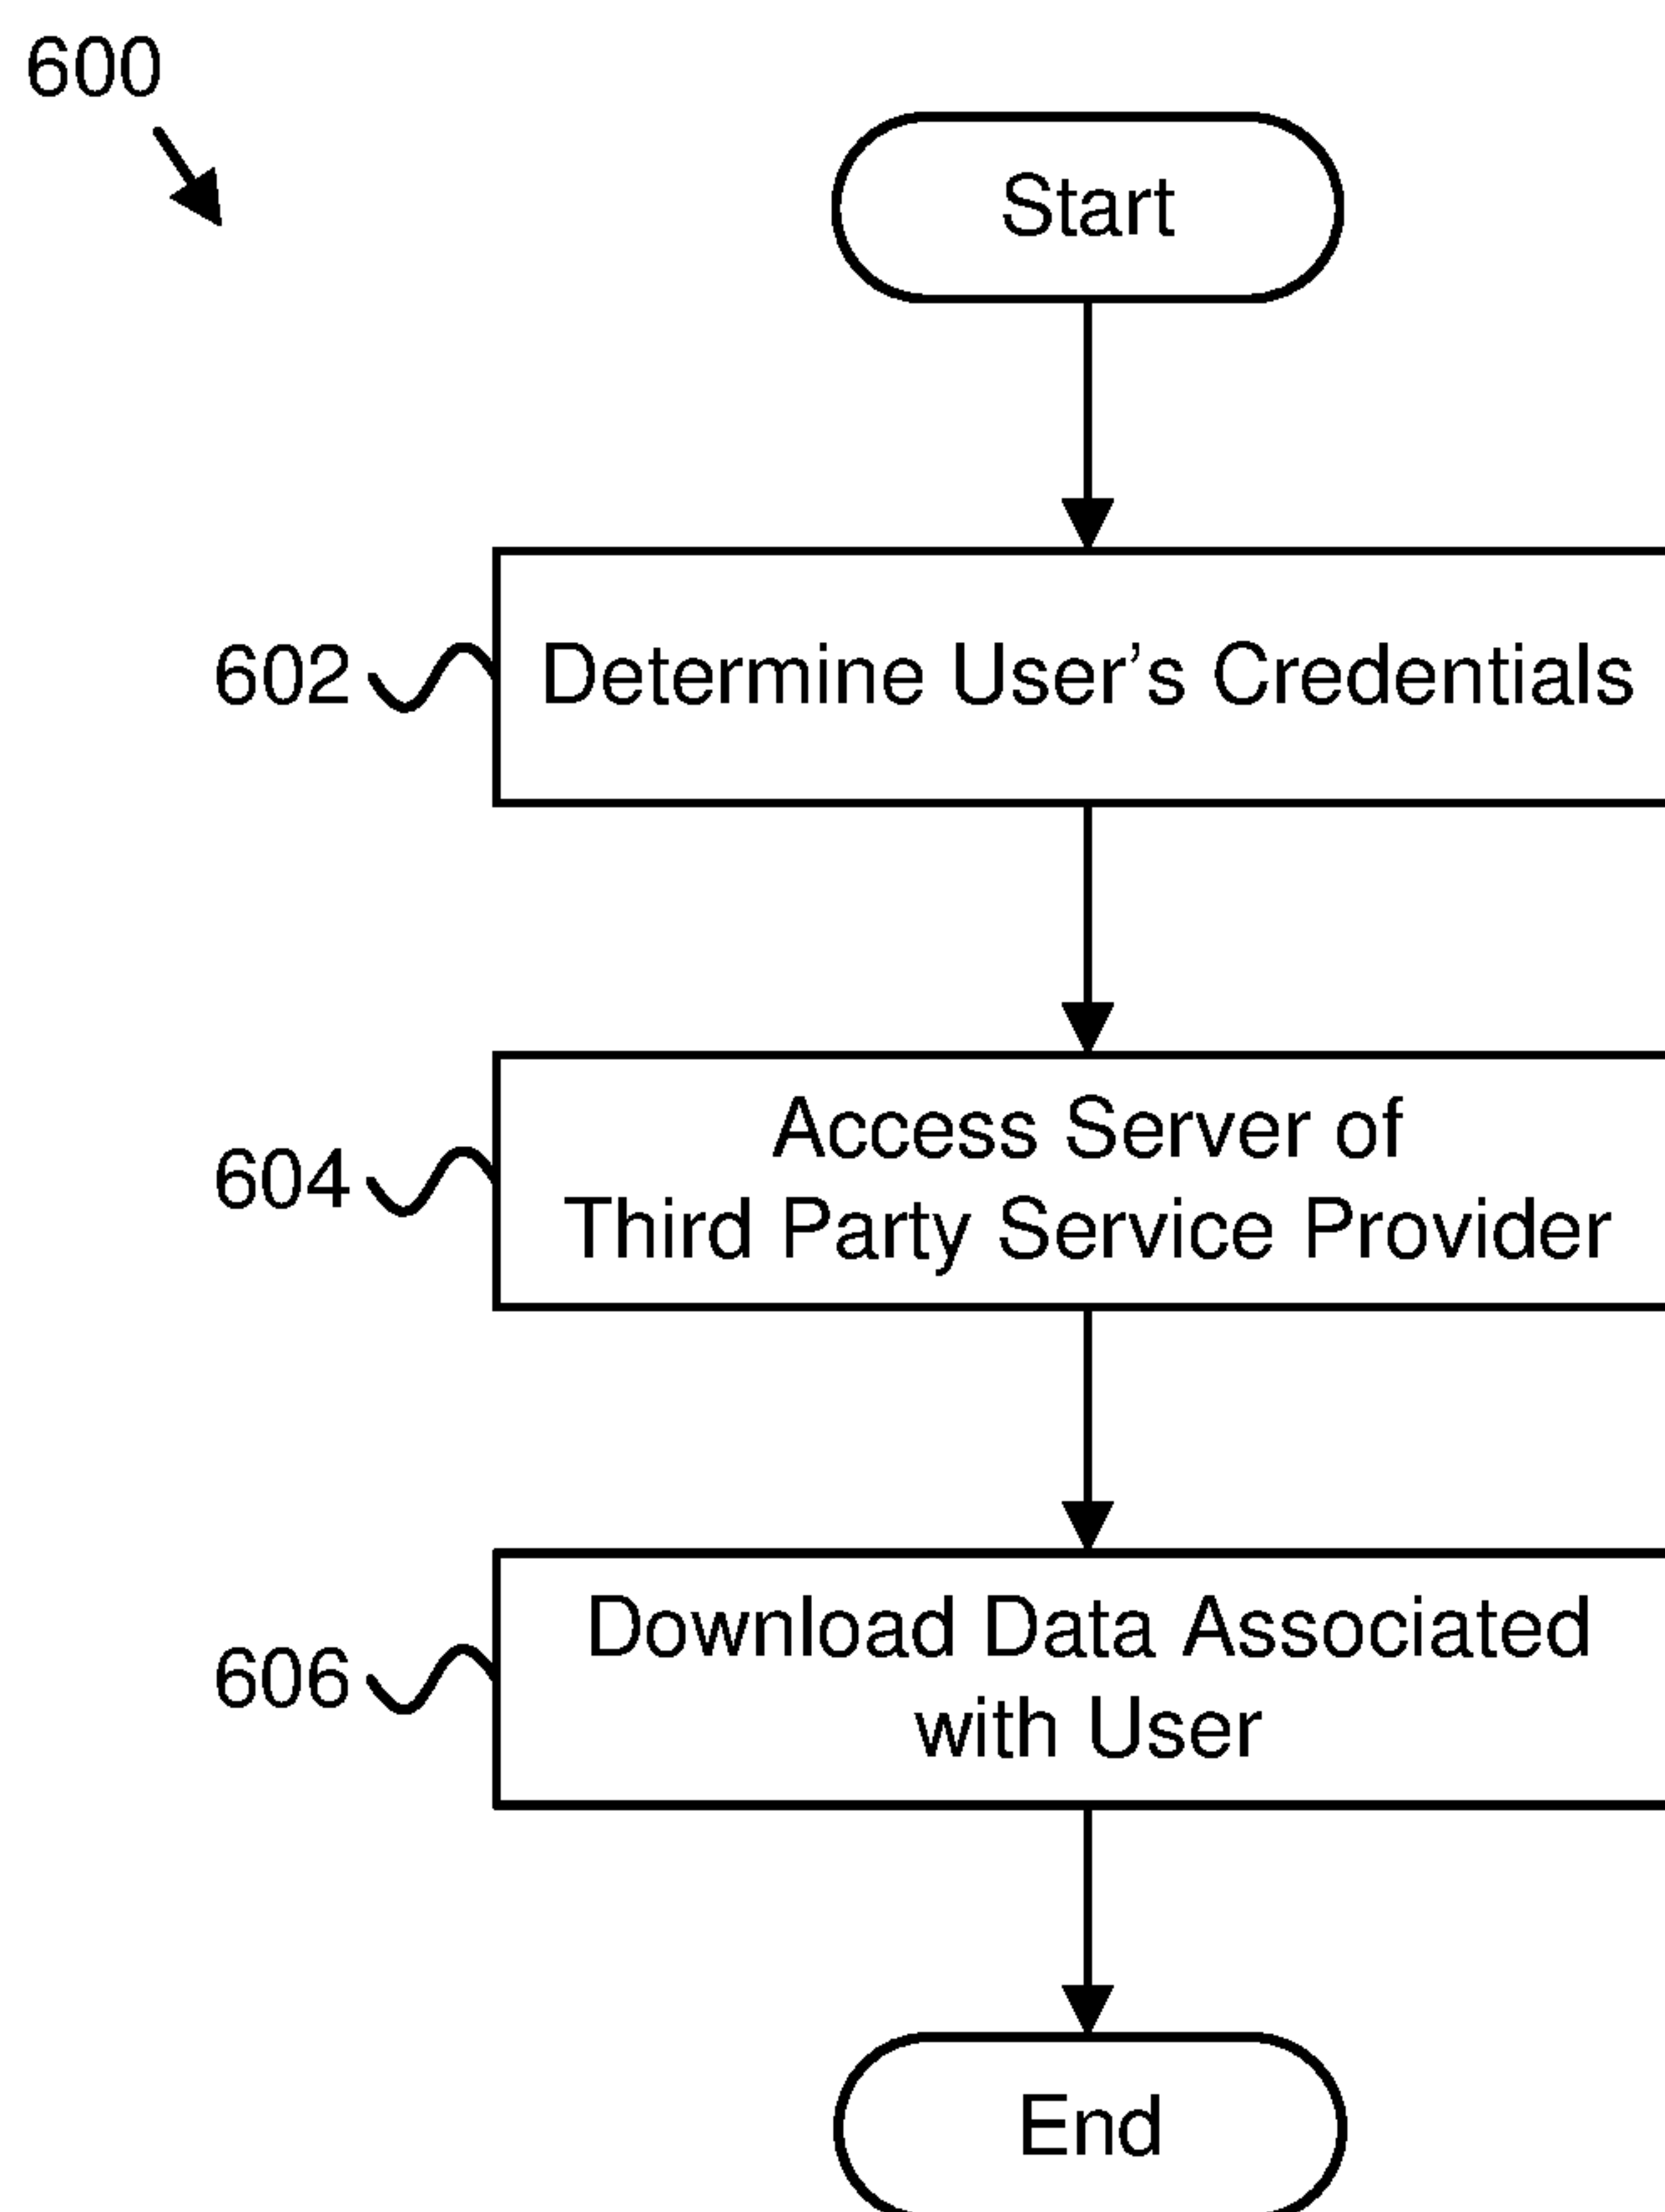 600
Start
602
Determine User’s Credentials
604
Access Server of
Third Party Service Provider
606
Download Data Associated
with User
End